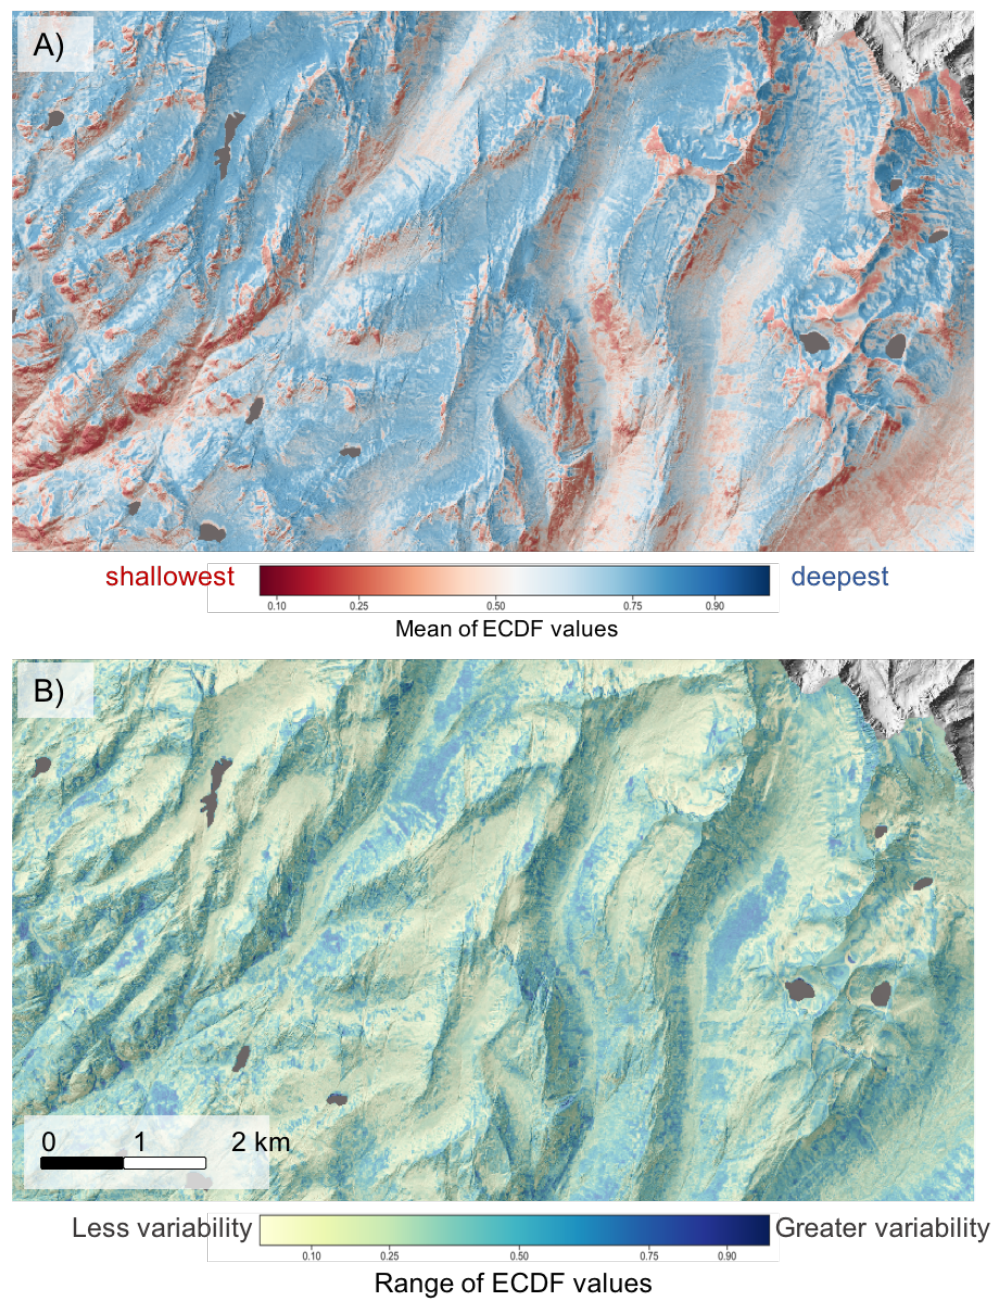 A)
shallowest
deepest
0.10 0.25 0.50 0.75 0.90
Mean of ECDF values
B)
0 1 2 km
Less variability
Greater variability
0.10 0.25 0.50 0.75 0.90
Range of ECDF values